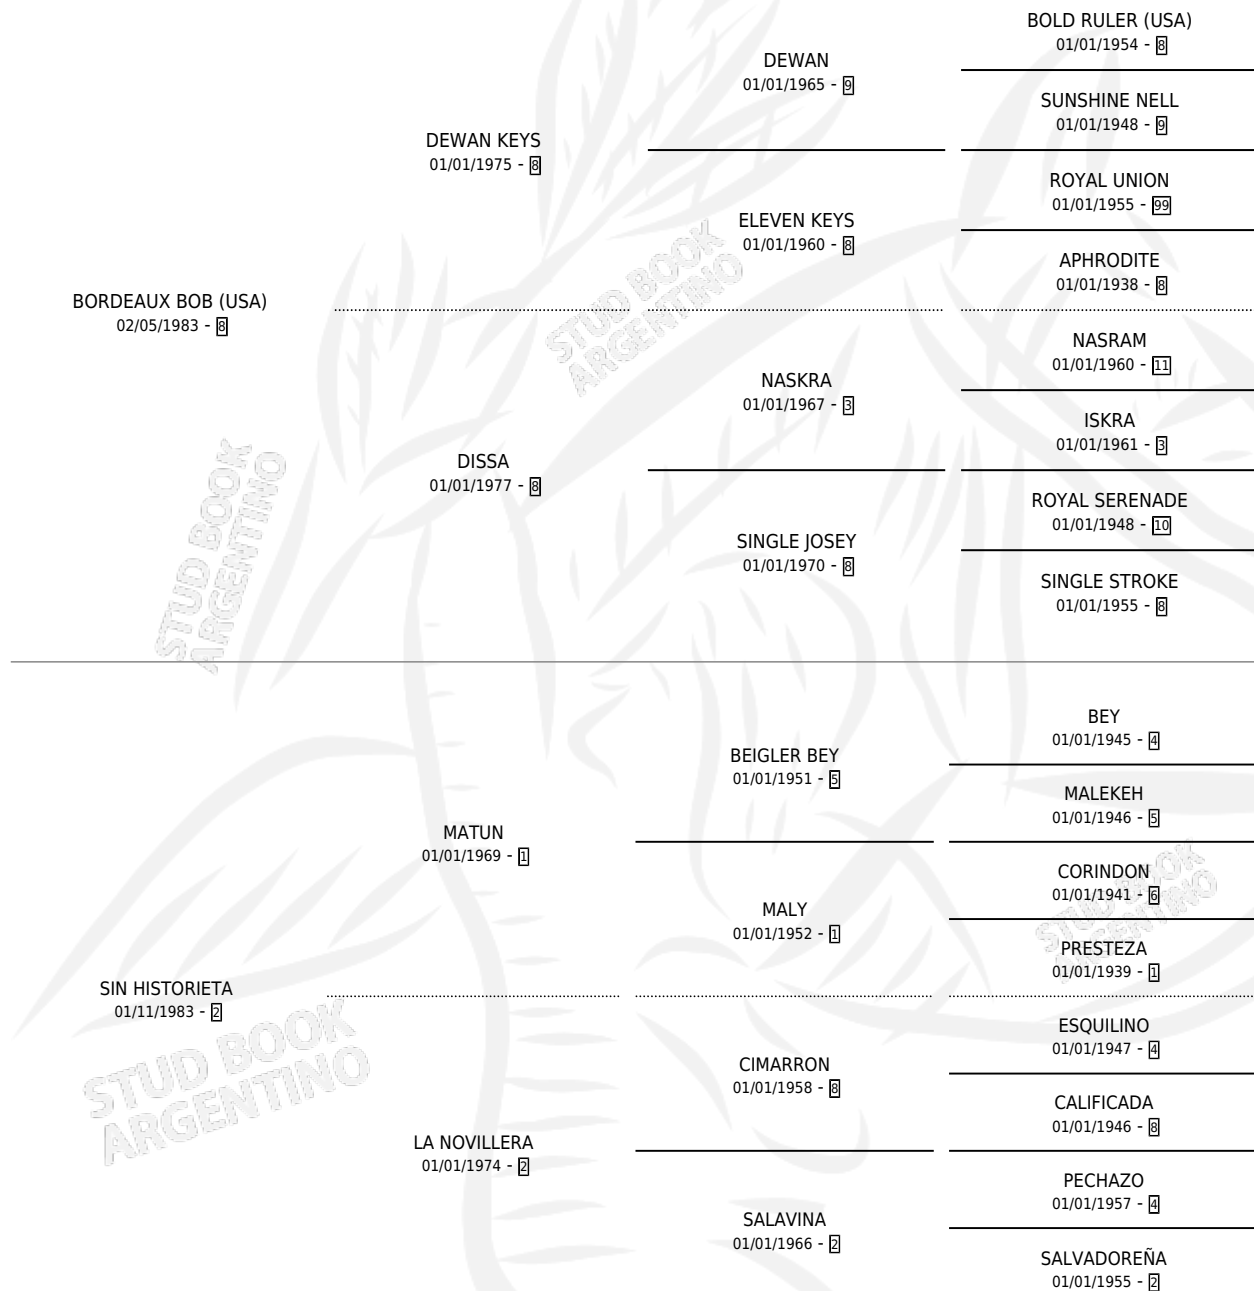 BORDEAUX BOB (USA)
02/05/1983 - 8
DEWAN KEYS
01/01/1975 - 8
DISSA
01/01/1977 - 8
DEWAN
01/01/1965 - 9
ELEVEN KEYS
01/01/1960 - 8
NASKRA
01/01/1967 - 3
SINGLE JOSEY
01/01/1970 - 8
BOLD RULER (USA)
01/01/1954 - 8
SUNSHINE NELL
01/01/1948 - 9
ROYAL UNION
01/01/1955 - 99
APHRODITE
01/01/1938 - 8
NASRAM
01/01/1960 - 11
ISKRA
01/01/1961 - 3
ROYAL SERENADE
01/01/1948 - 10
SINGLE STROKE
01/01/1955 - 8
SIN HISTORIETA
01/11/1983 - 2
MATUN
01/01/1969 - 1
LA NOVILLERA
01/01/1974 - 2
BEIGLER BEY
01/01/1951 - 5
MALY
01/01/1952 - 1
CIMARRON
01/01/1958 - 8
SALAVINA
01/01/1966 - 2
BEY
01/01/1945 - 4
MALEKEH
01/01/1946 - 5
CORINDON
01/01/1941 - 6
PRESTEZA
01/01/1939 - 1
ESQUILINO
01/01/1947 - 4
CALIFICADA
01/01/1946 - 8
PECHAZO
01/01/1957 - 4
SALVADOREÑA
01/01/1955 - 2
STUD BOOK
ARGENTINO
STUD BOOK
ARGENTINO
STUD BOOK
ARGENTINO
STUD BOOK
ARGENTINO